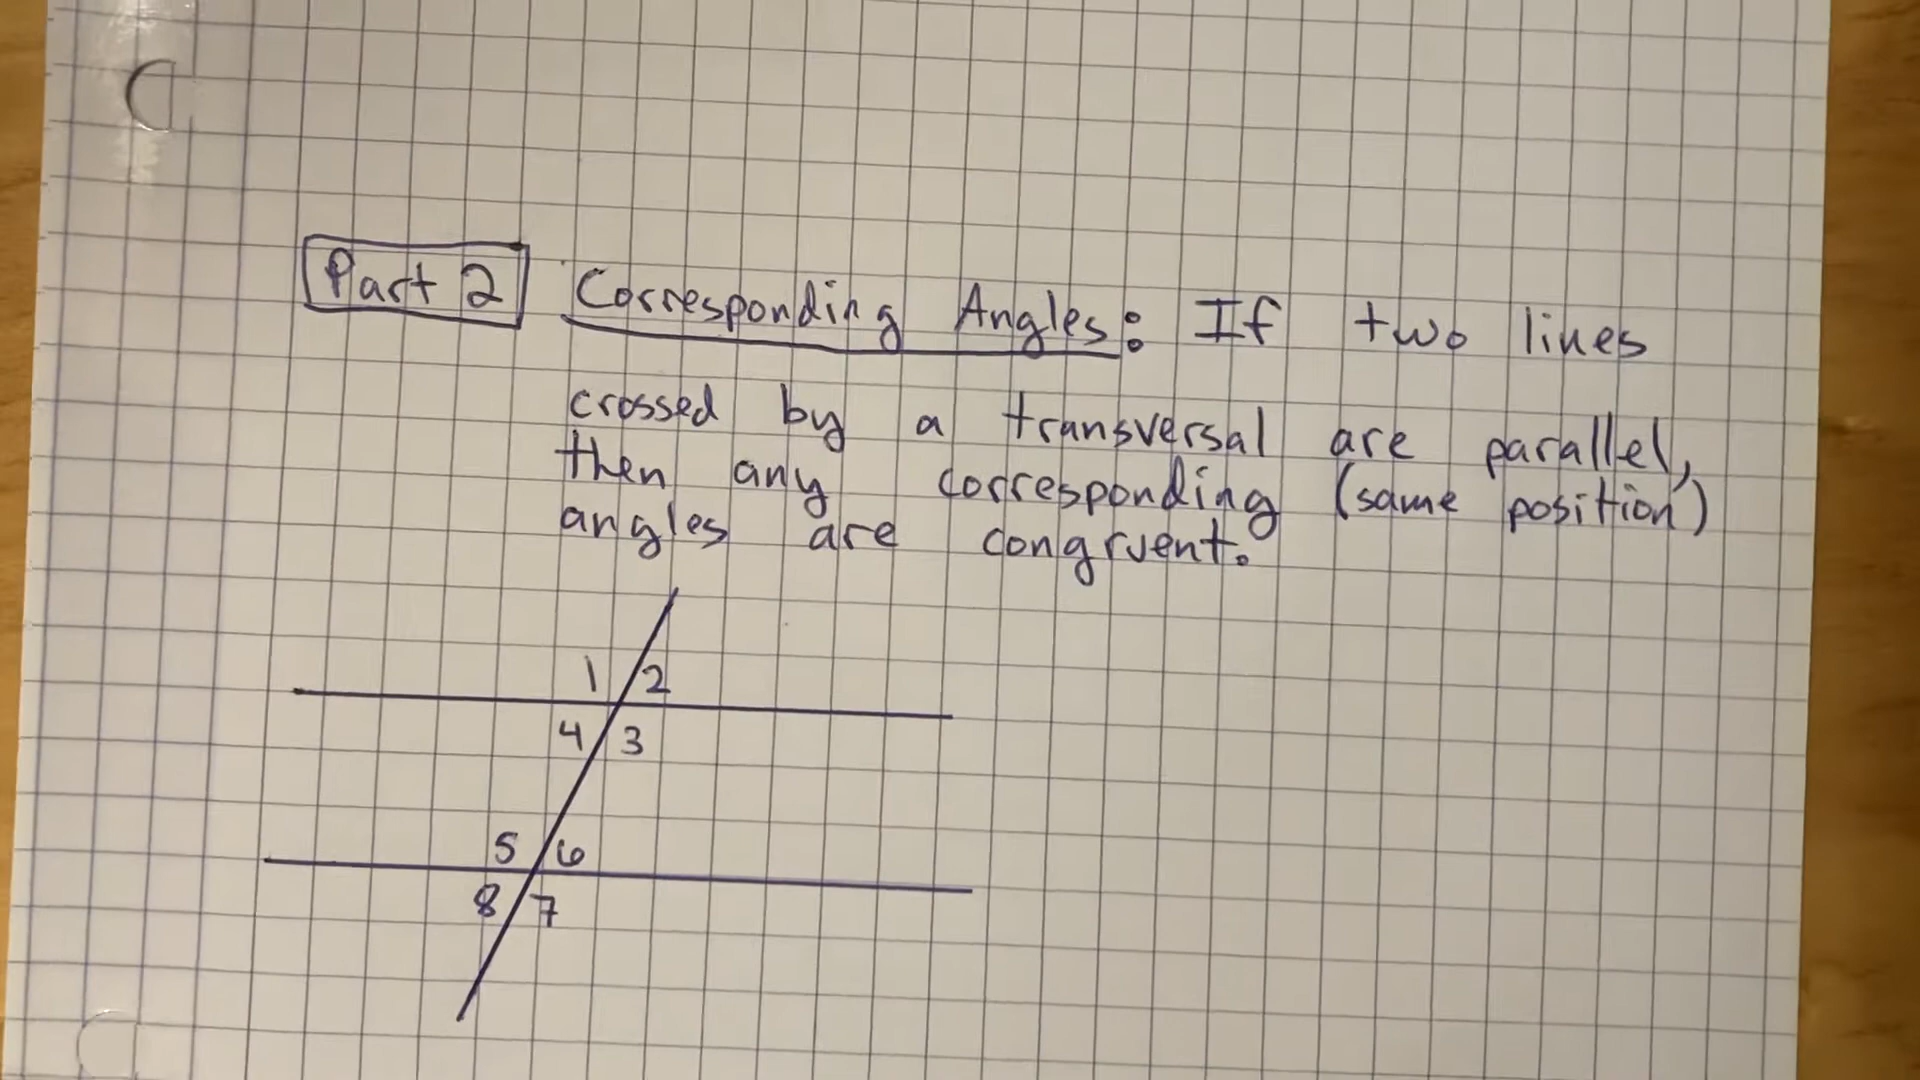 Part 2 Corresponding Angles: If two lines
crossed by a transversal are parallel,
then any corresponding (same position)
angles are congruent.
1 2
4 3
5 6
8 7